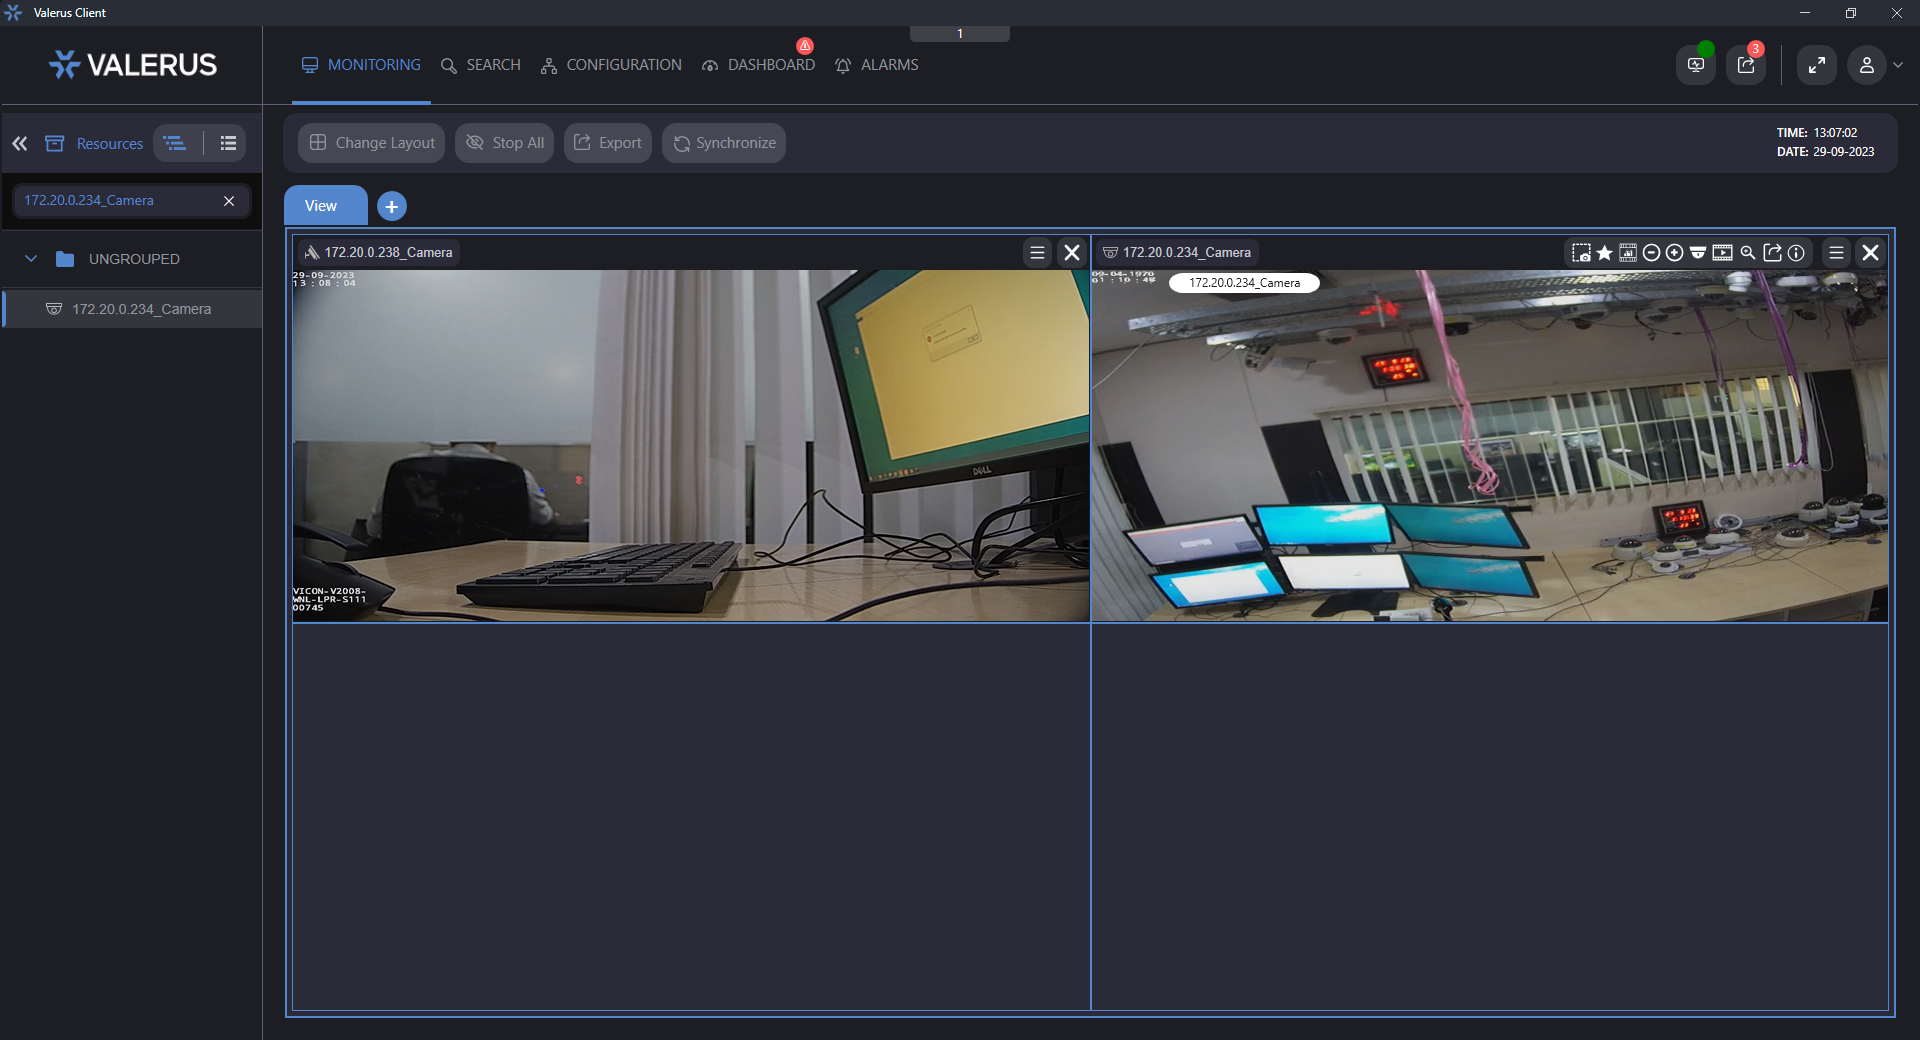 Valerus Client
1
VALERUS
MONITORING
SEARCH
CONFIGURATION
DASHBOARD
ALARMS
3
Resources
Change Layout
Stop All
Export
Synchronize
TIME: 13:07:02
DATE: 29-09-2023
172.20.0.234_Camera
View
UNGROUPED
172.20.0.234_Camera
172.20.0.238_Camera
172.20.0.234_Camera
29-09-2023
13 : 08 : 04
DELL
VICON-V2008-
WNL-LPR-S111
00745
09-04-1970
172.20.0.234_Camera